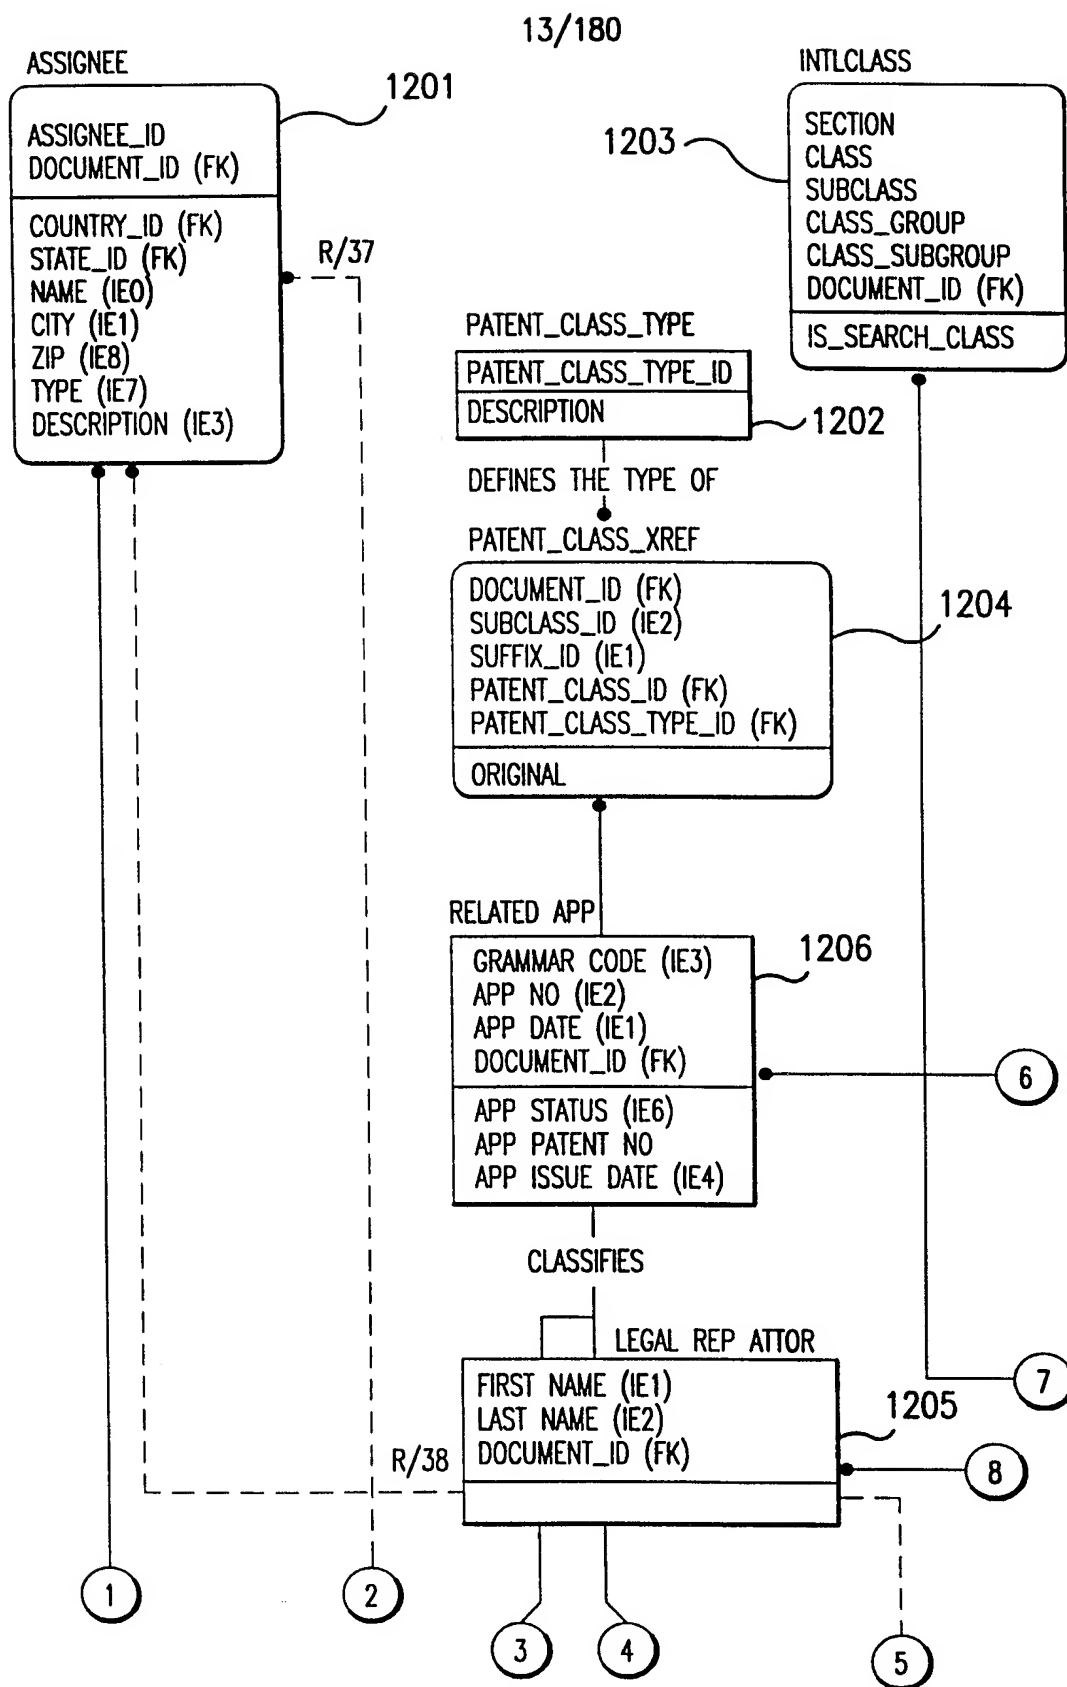 13/180
ASSIGNEE
1201
ASSIGNEE_ID
DOCUMENT_ID (FK)
COUNTRY_ID (FK)
STATE_ID (FK)
NAME (IE0)
CITY (IE1)
ZIP (IE8)
TYPE (IE7)
DESCRIPTION (IE3)
R/37
INTLCLASS
1203
SECTION
CLASS
SUBCLASS
CLASS_GROUP
CLASS_SUBGROUP
DOCUMENT_ID (FK)
IS_SEARCH_CLASS
PATENT_CLASS_TYPE
PATENT_CLASS_TYPE_ID
DESCRIPTION
1202
DEFINES THE TYPE OF
PATENT_CLASS_XREF
DOCUMENT_ID (FK)
SUBCLASS_ID (IE2)
SUFFIX_ID (IE1)
PATENT_CLASS_ID (FK)
PATENT_CLASS_TYPE_ID (FK)
ORIGINAL
1204
RELATED APP
1206
GRAMMAR CODE (IE3)
APP NO (IE2)
APP DATE (IE1)
DOCUMENT_ID (FK)
APP STATUS (IE6)
APP PATENT NO
APP ISSUE DATE (IE4)
6
CLASSIFIES
LEGAL REP ATTOR
FIRST NAME (IE1)
LAST NAME (IE2)
DOCUMENT_ID (FK)
1205
7
R/38
8
1
2
3
4
5